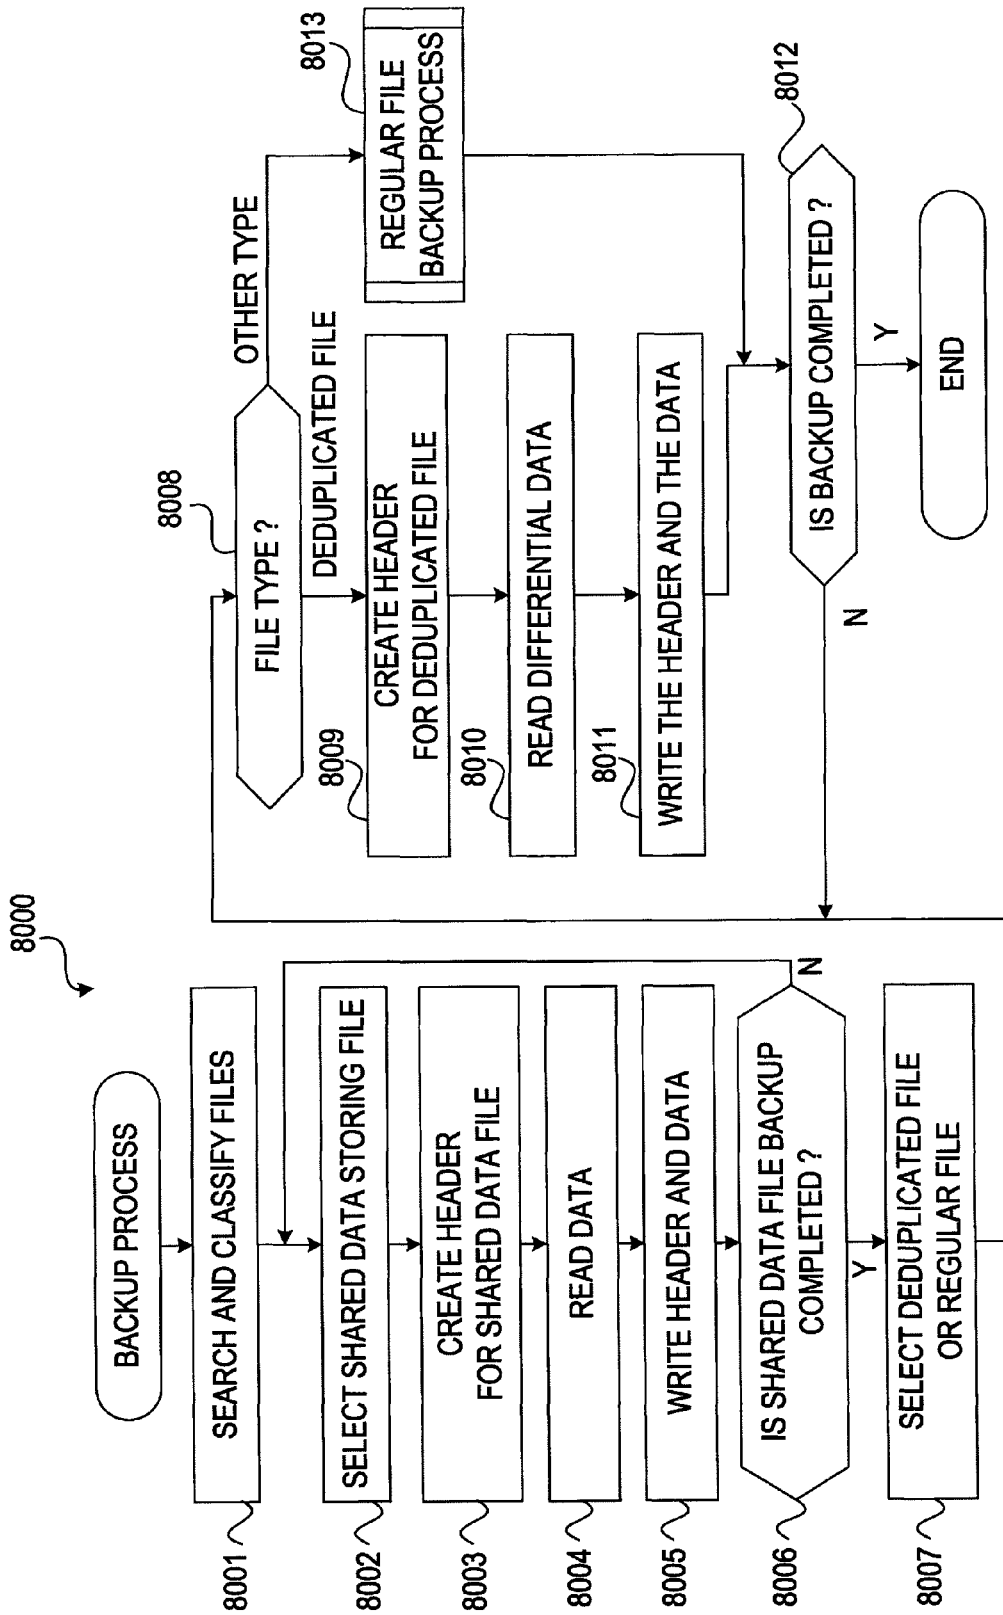 8000
BACKUP PROCESS
8001
SEARCH AND CLASSIFY FILES
8002
SELECT SHARED DATA STORING FILE
8003
CREATE HEADER
FOR SHARED DATA FILE
8004
READ DATA
8005
WRITE HEADER AND DATA
8006
IS SHARED DATA FILE BACKUP
COMPLETED ?
N
Y
8007
SELECT DEDUPLICATED FILE
OR REGULAR FILE
8008
FILE TYPE ?
OTHER TYPE
DEDUPLICATED FILE
8009
CREATE HEADER
FOR DEDUPLICATED FILE
8010
READ DIFFERENTIAL DATA
8011
WRITE THE HEADER AND THE DATA
8013
REGULAR FILE
BACKUP PROCESS
8012
IS BACKUP COMPLETED ?
N
Y
END